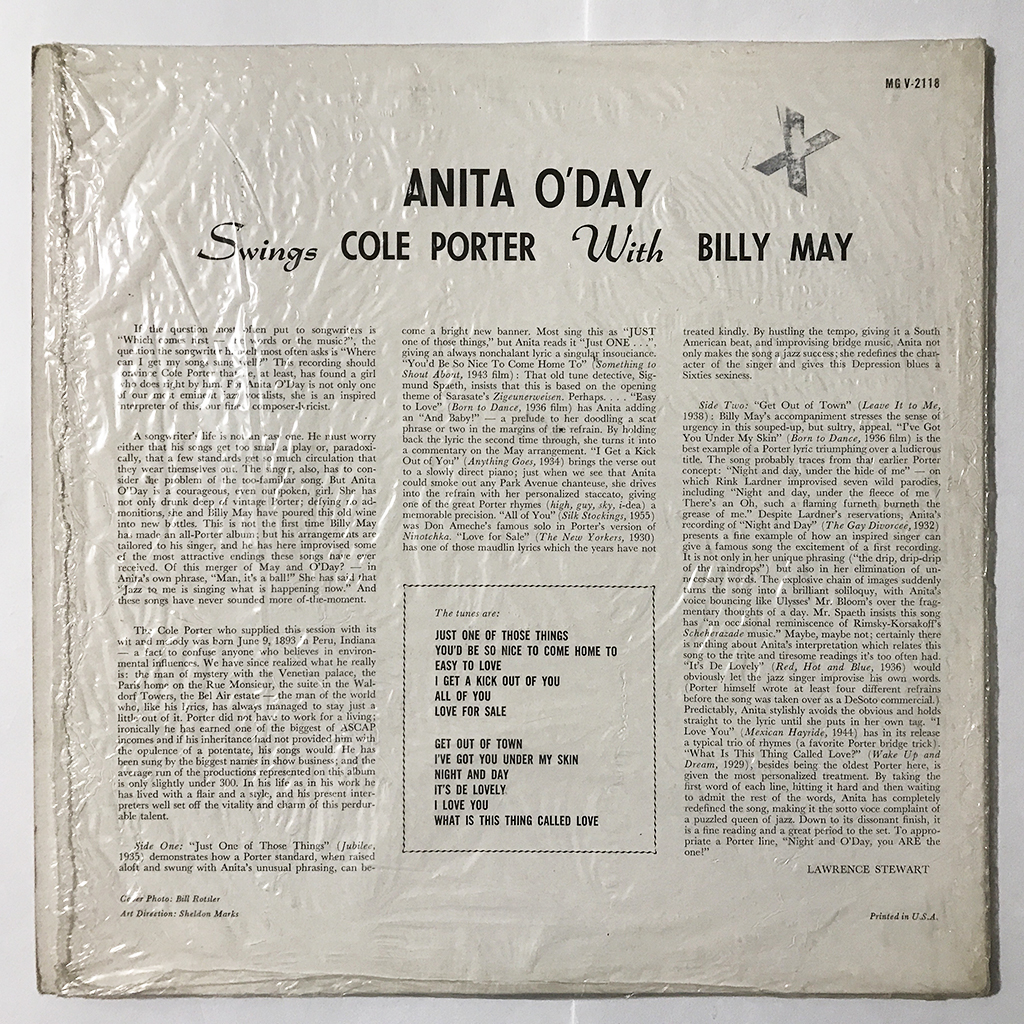 MG V-2118
ANITA O'DAY
Swings COLE PORTER With BILLY MAY
If the question most often put to songwriters is
"Which comes first — words or the music?", the
question the songwriter himself most often asks is "Where
can I get my songs sung well?" This recording should
convince Cole Porter that he, at least, has found a girl
who does right by him. For Anita O'Day is not only one
of our most eminent jazz vocalists, she is an inspired
interpreter of this, our first composer-lyricist.
A songwriter's life is not an easy one. He must worry
either that his songs get too small a play or, paradoxi-
cally, that a few standards get so much circulation that
they wear themselves out. The singer, also, has to con-
sider the problem of the too-familiar song. But Anita
O'Day is a courageous, even outspoken, girl. She has
not only drunk deep of vintage Porter; defying no ad-
monitions, she and Billy May have poured this old wine
into new bottles. This is not the first time Billy May
has made an all-Porter album; but his arrangements are
tailored to his singer, and he has here improvised some
of the most attractive endings these songs have ever
received. Of this merger of May and O'Day? — in
Anita's own phrase, "Man, it's a ball!" She has said that
"Jazz to me is singing what is happening now." And
these songs have never sounded more of-the-moment.
The Cole Porter who supplied this session with its
wit and melody was born June 9, 1893 in Peru, Indiana
— a fact to confuse anyone who believes in environ-
mental influences. We have since realized what he really
is: the man of mystery with the Venetian palace, the
Paris home on the Rue Monsieur, the suite in the Wal-
dorf Towers, the Bel Air estate — the man of the world
who, like his lyrics, has always managed to stay just a
little out of it. Porter did not have to work for a living;
ironically he has earned one of the biggest of ASCAP
incomes and if his inheritance had not provided him with
the opulence of a potentate, his songs would. He has
been sung by the biggest names in show business; and the
average run of the productions represented on this album
is only slightly under 300. In his life as in his work he
has lived with a flair and a style, and his present inter-
preters well set off the vitality and charm of this perdur-
able talent.
Side One: "Just One of Those Things" (Jubilee,
1935) demonstrates how a Porter standard, when raised
aloft and swung with Anita's unusual phrasing, can be-
come a bright new banner. Most sing this as "JUST
one of those things," but Anita reads it "Just ONE . . .",
giving an always nonchalant lyric a singular insouciance.
"You'd Be So Nice To Come Home To" (Something to
Shout About, 1943 film): That old tune detective, Sig-
mund Spaeth, insists that this is based on the opening
theme of Sarasate's Zigeunerweisen. Perhaps. . . . "Easy
to Love" (Born to Dance, 1936 film) has Anita adding
an "And Baby!" — a prelude to her doodling a scat
phrase or two in the margins of the refrain. By holding
back the lyric the second time through, she turns it into
a commentary on the May arrangement. "I Get a Kick
Out of You" (Anything Goes, 1934) brings the verse out
to a slowly direct piano; just when we see that Anita
could smoke out any Park Avenue chanteuse, she drives
into the refrain with her personalized staccato, giving
one of the great Porter rhymes (high, guy, sky, i-dea) a
memorable precision. "All of You" (Silk Stockings, 1955)
was Don Ameche's famous solo in Porter's version of
Ninotchka. "Love for Sale" (The New Yorkers, 1930)
has one of those maudlin lyrics which the years have not
The tunes are:
JUST ONE OF THOSE THINGS
YOU'D BE SO NICE TO COME HOME TO
EASY TO LOVE
I GET A KICK OUT OF YOU
ALL OF YOU
LOVE FOR SALE
GET OUT OF TOWN
I'VE GOT YOU UNDER MY SKIN
NIGHT AND DAY
IT'S DE LOVELY
I LOVE YOU
WHAT IS THIS THING CALLED LOVE
treated kindly. By hustling the tempo, giving it a South
American beat, and improvising bridge music, Anita not
only makes the song a jazz success; she redefines the char-
acter of the singer and gives this Depression blues a
Sixties sexiness.
Side Two: "Get Out of Town" (Leave It to Me,
1938): Billy May's accompaniment stresses the sense of
urgency in this souped-up, but sultry, appeal. "I've Got
You Under My Skin" (Born to Dance, 1936 film) is the
best example of a Porter lyric triumphing over a ludicrous
title. The song probably traces from that earlier Porter
concept: "Night and day, under the hide of me" — on
which Rink Lardner improvised seven wild parodies,
including "Night and day, under the fleece of me /
There's an Oh, such a flaming furneth burneth the
grease of me." Despite Lardner's reservations, Anita's
recording of "Night and Day" (The Gay Divorcee, 1932)
presents a fine example of how an inspired singer can
give a famous song the excitement of a first recording.
It is not only in her unique phrasing ("the drip, drip-drip
of raindrops") but also in her elimination of un-
necessary words. The explosive chain of images suddenly
turns the song into a brilliant soliloquy, with Anita's
voice bouncing like Ulysses' Mr. Bloom's over the frag-
mentary thoughts of a day. Mr. Spaeth insists this song
has "an occasional reminiscence of Rimsky-Korsakoff's
Scheherazade music." Maybe, maybe not; certainly there
is nothing about Anita's interpretation which relates this
song to the trite and tiresome readings it's too often had.
"It's De Lovely" (Red, Hot and Blue, 1936) would
obviously let the jazz singer improvise his own words.
(Porter himself wrote at least four different refrains
before the song was taken over as a DeSoto commercial.)
Predictably, Anita stylishly avoids the obvious and holds
straight to the lyric until she puts in her own tag. "I
Love You" (Mexican Hayride, 1944) has in its release
a typical trio of rhymes (a favorite Porter bridge trick).
"What Is This Thing Called Love?" (Wake Up and
Dream, 1929), besides being the oldest Porter here, is
given the most personalized treatment. By taking the
first word of each line, hitting it hard and then waiting
to admit the rest of the words, Anita has completely
redefined the song, making it the sotto voce complaint of
a puzzled queen of jazz. Down to its dissonant finish, it
is a fine reading and a great period to the set. To appro-
priate a Porter line, "Night and O'Day, you ARE the
one!"
LAWRENCE STEWART
Cover Photo: Bill Rotsler
Art Direction: Sheldon Marks
Printed in U.S.A.